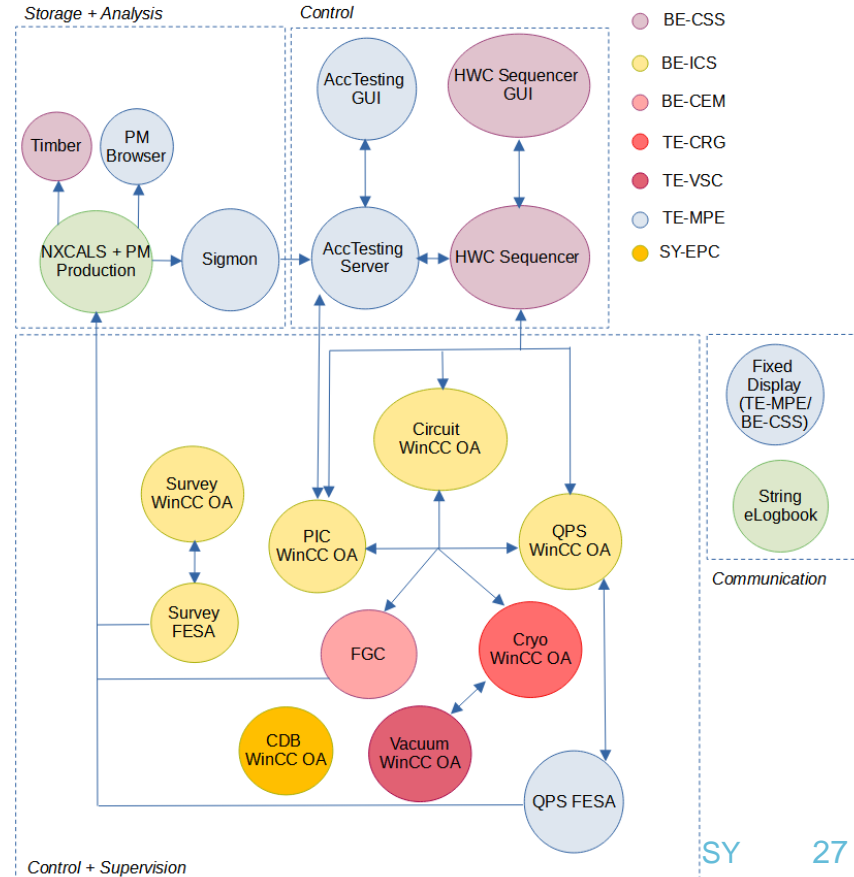 Storage + Analysis
Control
BE-CSS
BE-ICS
BE-CEM
TE-CRG
TE-VSC
TE-MPE
SY-EPC
AccTesting
GUI
HWC Sequencer
GUI
Timber
PM
Browser
NXCALS + PM
Production
Sigmon
AccTesting
Server
HWC Sequencer
Fixed
Display
(TE-MPE/
BE-CSS)
String
eLogbook
Communication
Circuit
WinCC OA
Survey
WinCC OA
PIC
WinCC OA
QPS
WinCC OA
Survey
FESA
FGC
Cryo
WinCC OA
CDB
WinCC OA
Vacuum
WinCC OA
QPS FESA
Control + Supervision
SY
27